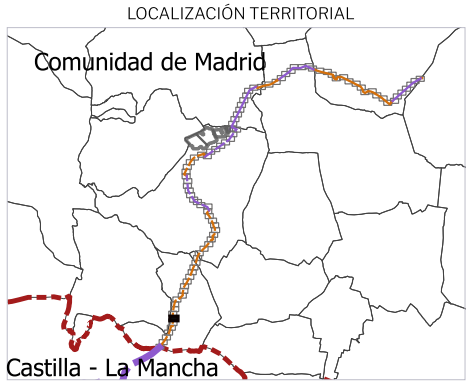 LOCALIZACIÓN TERRITORIAL
Comunidad de Madrid
Castilla - La Mancha